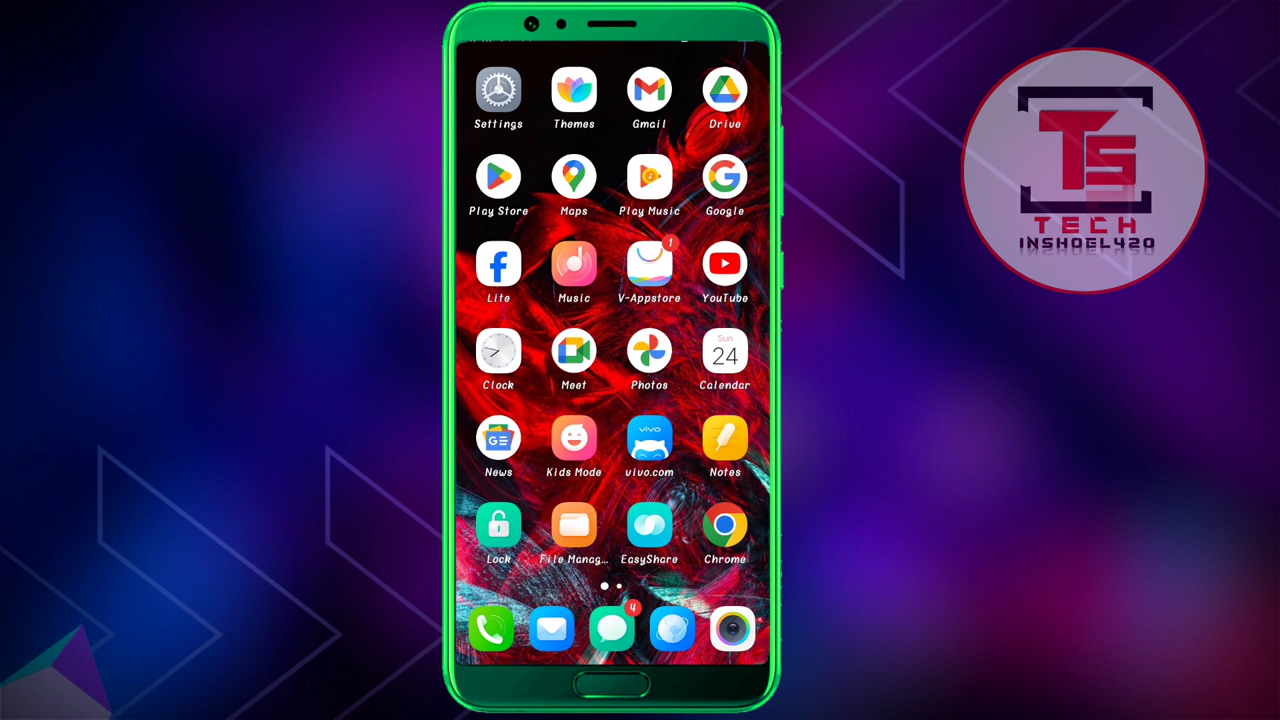 Settings Themes Gmail Drive
Play Store Maps Play Music Google
1
Lite Music V-Appstore YouTube
Sun
24
Clock Meet Photos Calendar
GE
vivo
News Kids Mode vivo.com Notes
Lock File Manag... EasyShare Chrome
4
TS
TECH
INSHOEL420